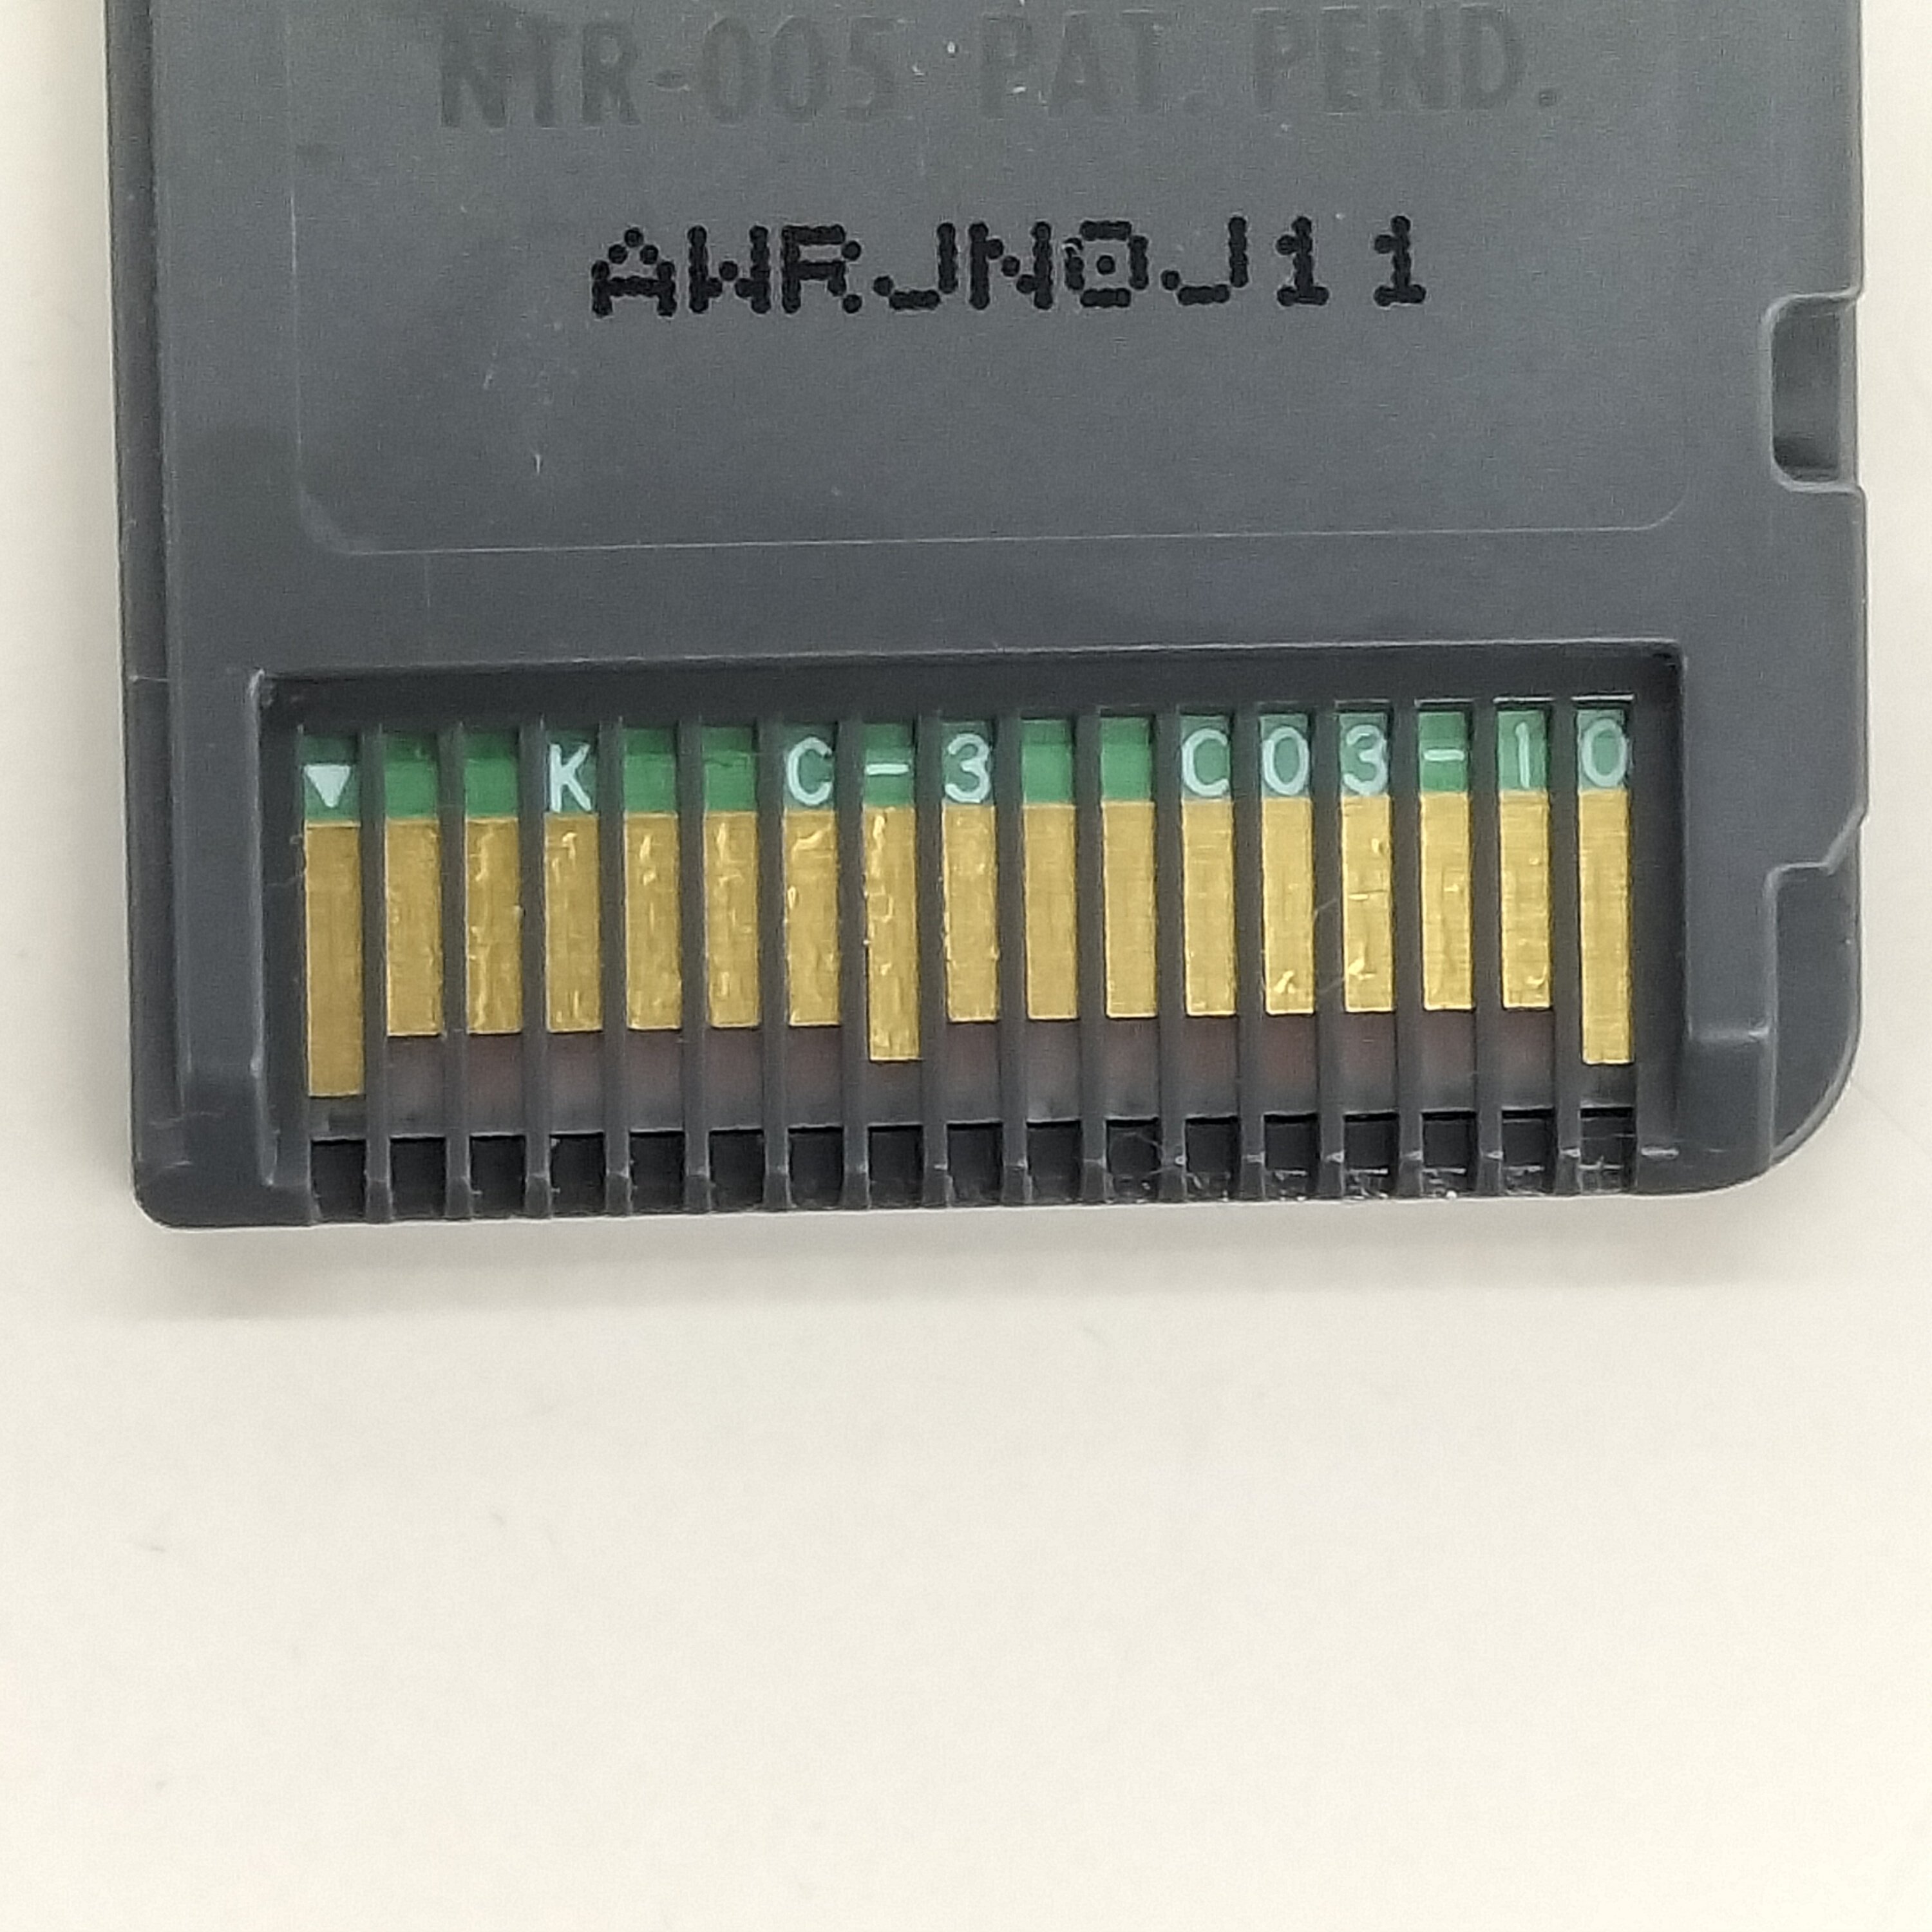 NTR-005 PAT. PEND.
AWRJN0J11
▼ K C-3 C03-10